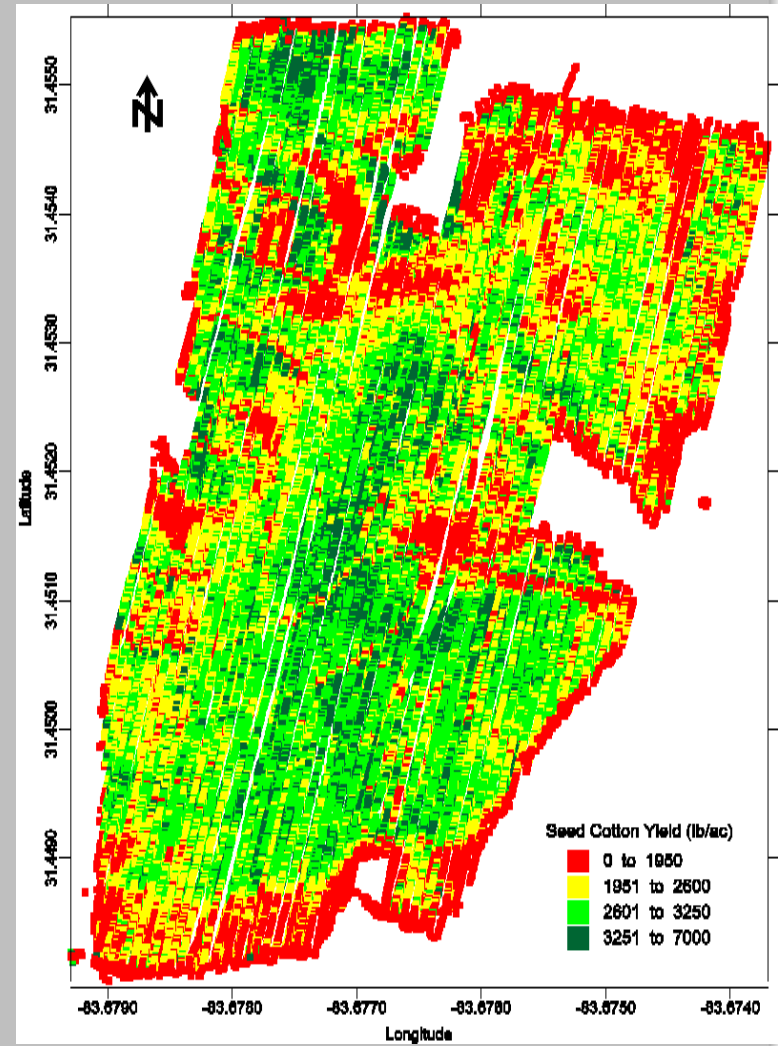 N
31.4550
31.4540
31.4530
31.4520
Latitude
31.4510
31.4500
31.4490
Seed Cotton Yield (lb/ac)
0 to 1950
1951 to 2600
2601 to 3250
3251 to 7000
-83.6790 -83.6780 -83.6770 -83.6760 -83.6750 -83.6740
Longitude